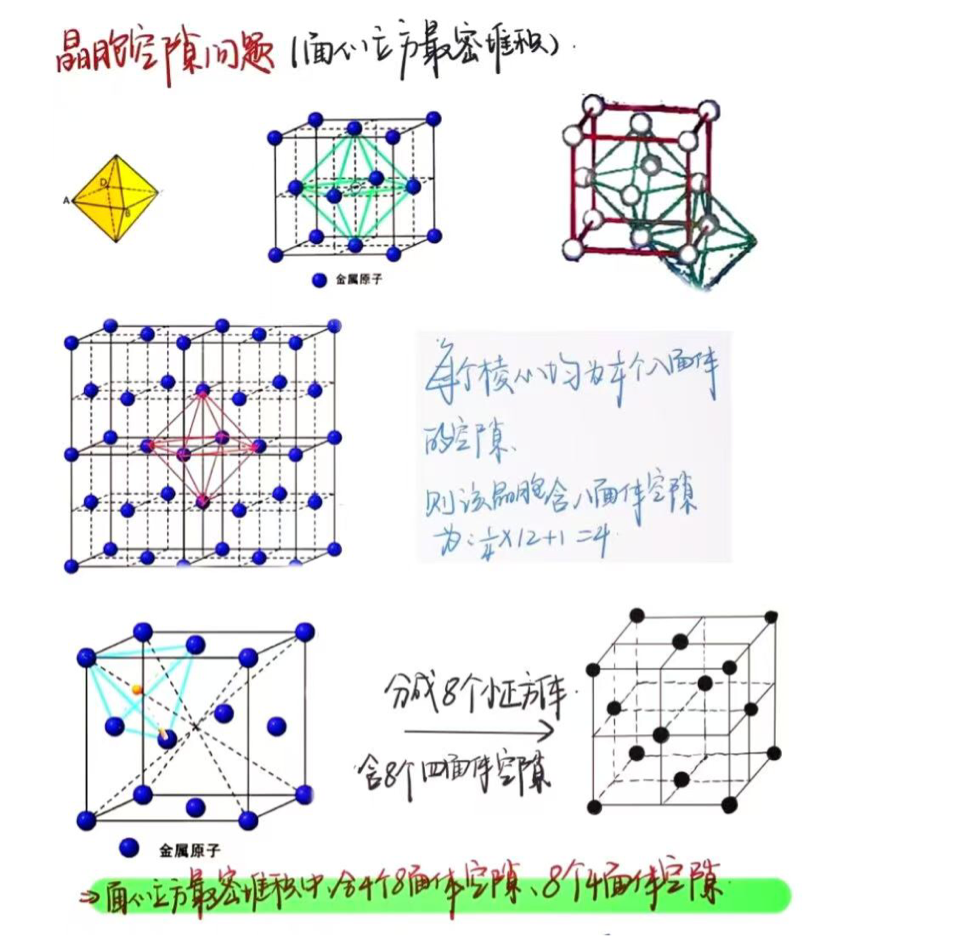 晶胞空隙问题(面心立方最密堆积).
A
D
B
金属原子
每个棱心均为1/4个八面体
的空隙.
则该晶胞含八面体空隙
为:1/4×12+1=4
分成8个小正方体.
含8个四面体空隙
金属原子
⇒面心立方最密堆积中,含4个8面体空隙、8个4面体空隙